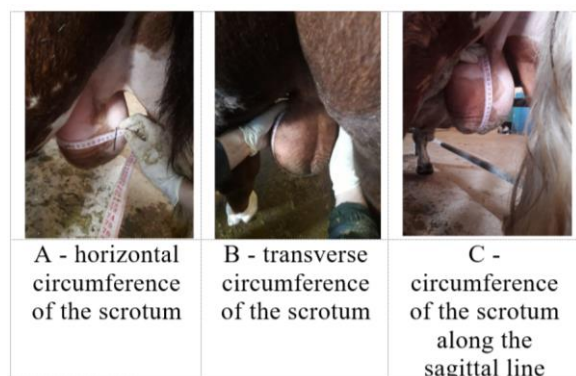 A - horizontal
circumference
of the scrotum
B - transverse
circumference
of the scrotum
C -
circumference
of the scrotum
along the
sagittal line